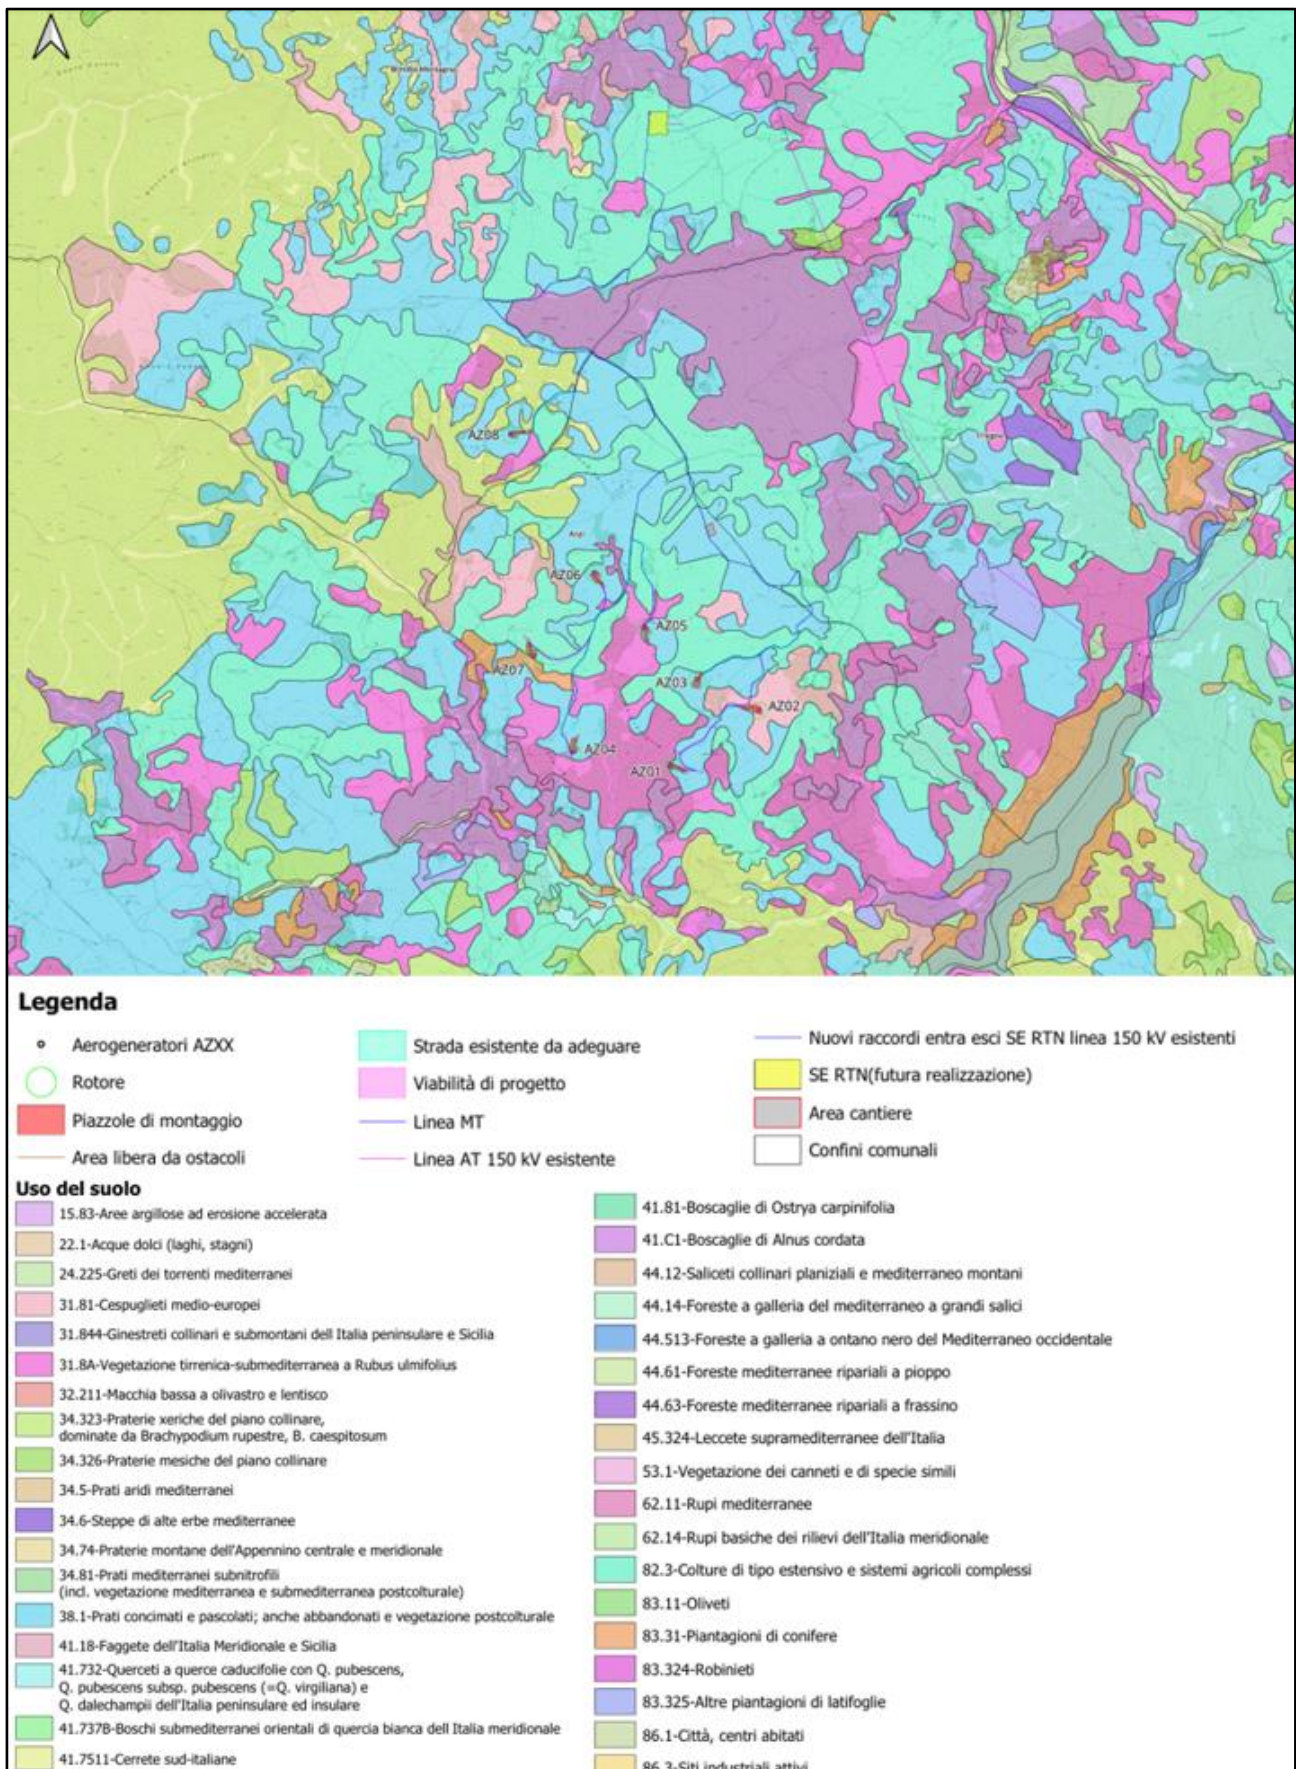 AZ08
Anzi
AZ06
AZ05
AZ07
AZ03
AZ02
AZ04
AZ01
Legenda
Aerogeneratori AZXX
Rotore
Piazzole di montaggio
Area libera da ostacoli
Strada esistente da adeguare
Viabilità di progetto
Linea MT
Linea AT 150 kV esistente
Nuovi raccordi entra esci SE RTN linea 150 kV esistenti
SE RTN(futura realizzazione)
Area cantiere
Confini comunali
Uso del suolo
15.83-Aree argillose ad erosione accelerata
22.1-Acque dolci (laghi, stagni)
24.225-Greti dei torrenti mediterranei
31.81-Cespuglieti medio-europei
31.844-Ginestreti collinari e submontani dell Italia peninsulare e Sicilia
31.8A-Vegetazione tirrenica-submediterranea a Rubus ulmifolius
32.211-Macchia bassa a olivastro e lentisco
34.323-Praterie xeriche del piano collinare,
dominate da Brachypodium rupestre, B. caespitosum
34.326-Praterie mesiche del piano collinare
34.5-Prati aridi mediterranei
34.6-Steppe di alte erbe mediterranee
34.74-Praterie montane dell'Appennino centrale e meridionale
34.81-Prati mediterranei subnitrofili
(incl. vegetazione mediterranea e submediterranea postcolturale)
38.1-Prati concimati e pascolati; anche abbandonati e vegetazione postcolturale
41.18-Faggete dell'Italia Meridionale e Sicilia
41.732-Querceti a querce caducifolie con Q. pubescens,
Q. pubescens subsp. pubescens (=Q. virgiliana) e
Q. dalechampii dell'Italia peninsulare ed insulare
41.737B-Boschi submediterranei orientali di quercia bianca dell Italia meridionale
41.7511-Cerrete sud-italiane
41.81-Boscaglie di Ostrya carpinifolia
41.C1-Boscaglie di Alnus cordata
44.12-Saliceti collinari planiziali e mediterraneo montani
44.14-Foreste a galleria del mediterraneo a grandi salici
44.513-Foreste a galleria a ontano nero del Mediterraneo occidentale
44.61-Foreste mediterranee ripariali a pioppo
44.63-Foreste mediterranee ripariali a frassino
45.324-Leccete supramediterranee dell'Italia
53.1-Vegetazione dei canneti e di specie simili
62.11-Rupi mediterranee
62.14-Rupi basiche dei rilievi dell'Italia meridionale
82.3-Colture di tipo estensivo e sistemi agricoli complessi
83.11-Oliveti
83.31-Piantagioni di conifere
83.324-Robinieti
83.325-Altre piantagioni di latifoglie
86.1-Città, centri abitati
86.3-Siti industriali attivi